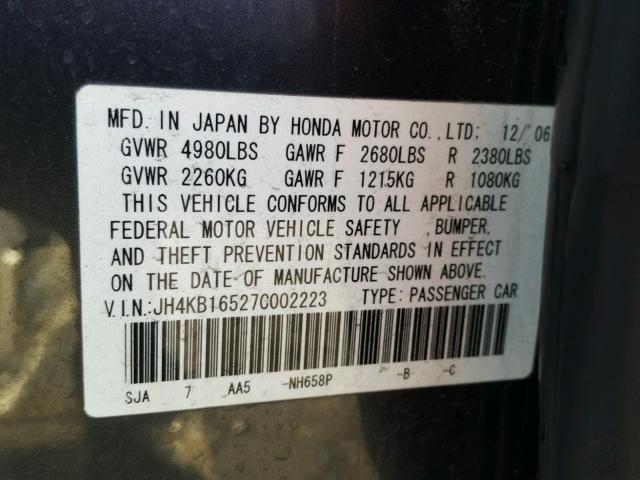 MFD. IN JAPAN BY HONDA MOTOR CO.,LTD: 12/ 06
GVWR 4980LBS GAWR F 2680LBS R 2380LBS
GVWR 2260KG GAWR F 1215KG R 1080KG
THIS VEHICLE CONFORMS TO ALL APPLICABLE
FEDERAL MOTOR VEHICLE SAFETY ,BUMPER,
AND THEFT PREVENTION STANDARDS IN EFFECT
ON THE DATE OF MANUFACTURE SHOWN ABOVE.
V.I.N.:JH4KB16527C002223 TYPE: PASSENGER CAR
SJA 7 AA5 -NH658P -B -C